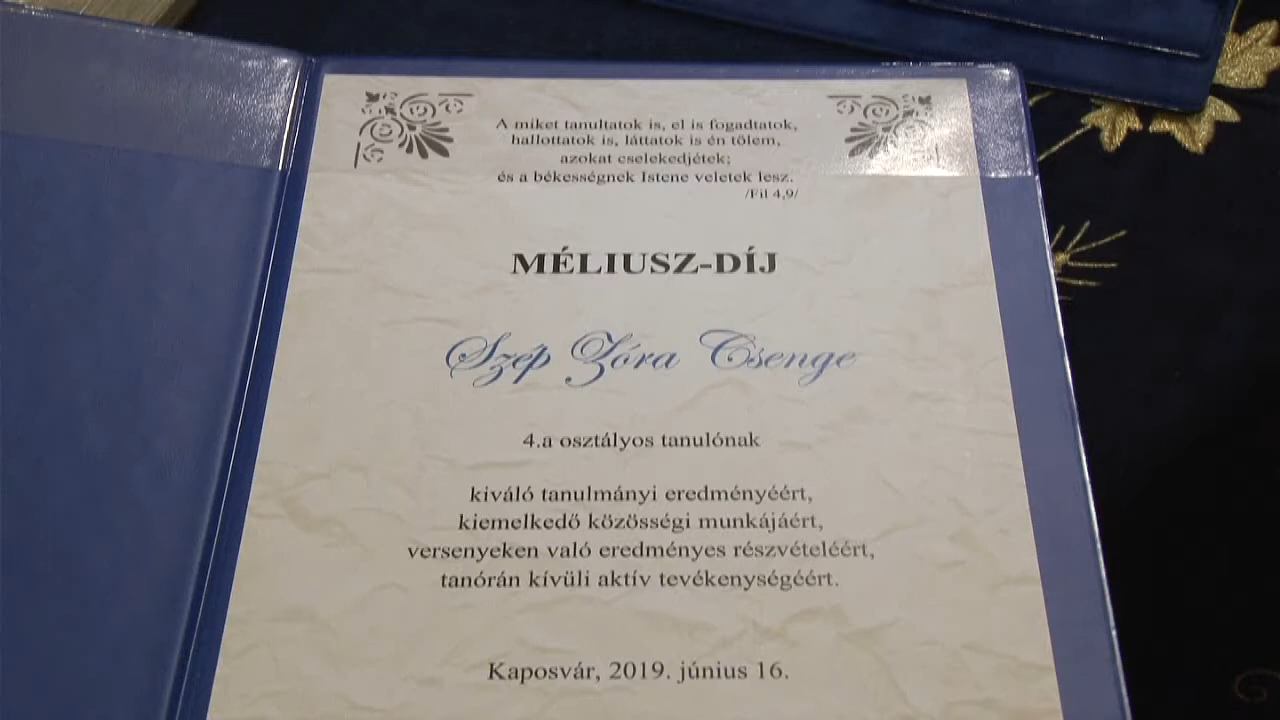 A miket tanultatok is, el is fogadtatok,
hallottatok is, láttatok is én tőlem,
azokat cselekedjétek;
és a békességnek Istene veletek lesz.
/Fil 4,9/
MÉLIUSZ-DÍJ
Szép Zóra Csenge
4.a osztályos tanulónak
kiváló tanulmányi eredményéért,
kiemelkedő közösségi munkájáért,
versenyeken való eredményes részvételéért,
tanórán kívüli aktív tevékenységéért.
Kaposvár, 2019. június 16.